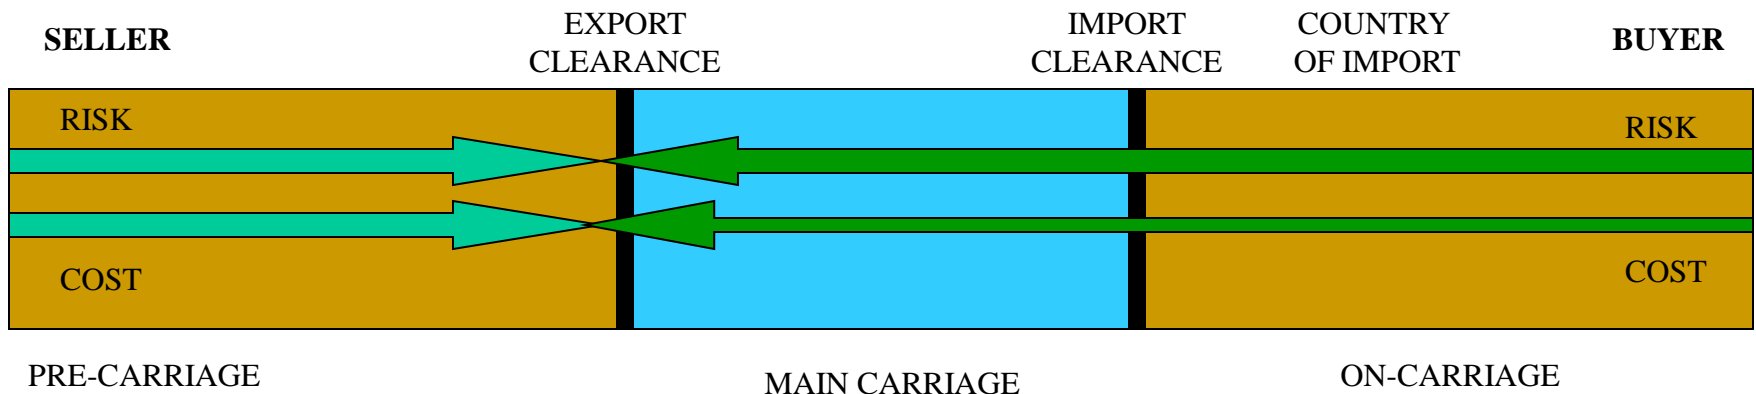 SELLER
EXPORT
CLEARANCE
IMPORT
CLEARANCE
COUNTRY
OF IMPORT
BUYER
RISK
RISK
COST
COST
PRE-CARRIAGE
MAIN CARRIAGE
ON-CARRIAGE